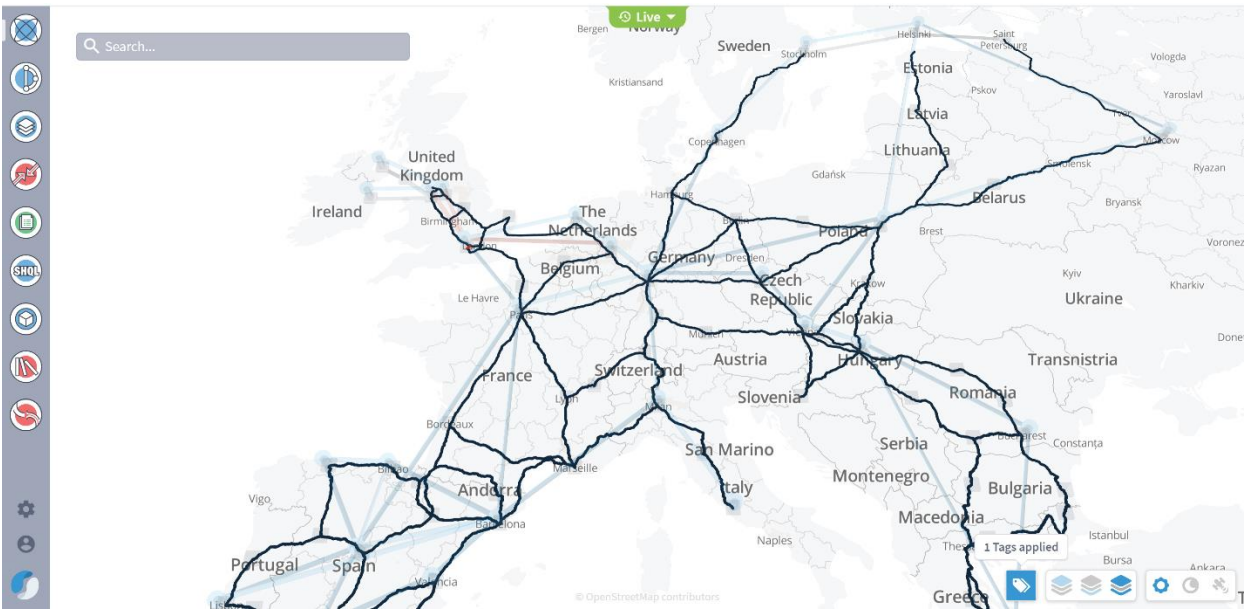 Live
Search...
SHQL
Norway
Bergen
Kristiansand
Sweden
Stockholm
Helsinki
Saint
Petersburg
Vologda
Estonia
Pskov
Yaroslavl
Latvia
Tver
Moscow
Copenhagen
Lithuania
Smolensk
Ryazan
United
Kingdom
Gdańsk
Hamburg
Belarus
Bryansk
Ireland
Birmingham
The
Netherlands
Berlin
Poland
Brest
Voronez
London
Germany
Dresden
Belgium
Czech
Republic
Kraków
Kyiv
Kharkiv
Le Havre
Ukraine
Paris
Slovakia
Vienna
Munich
Donet
Austria
Hungary
Transnistria
France
Switzerland
Slovenia
Romania
Lyon
Milan
Bordeaux
Bucharest
Constanța
San Marino
Serbia
Bilbao
Marseille
Montenegro
Vigo
Andorra
Italy
Bulgaria
Barcelona
Macedonia
Naples
Istanbul
1 Tags applied
Bursa
Portugal
Spain
Ankara
Valencia
Lisbon
© OpenStreetMap contributors
Greece